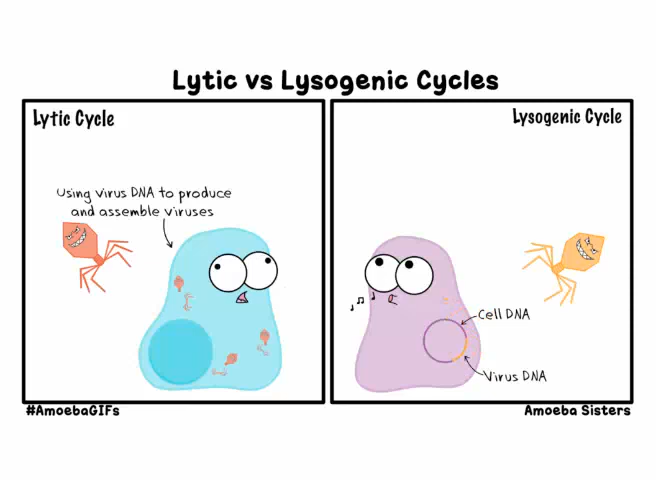 Lytic vs Lysogenic Cycles
Lytic Cycle
Using virus DNA to produce
and assemble viruses
Lysogenic Cycle
Cell DNA
Virus DNA
#AmoebaGIFs
Amoeba Sisters